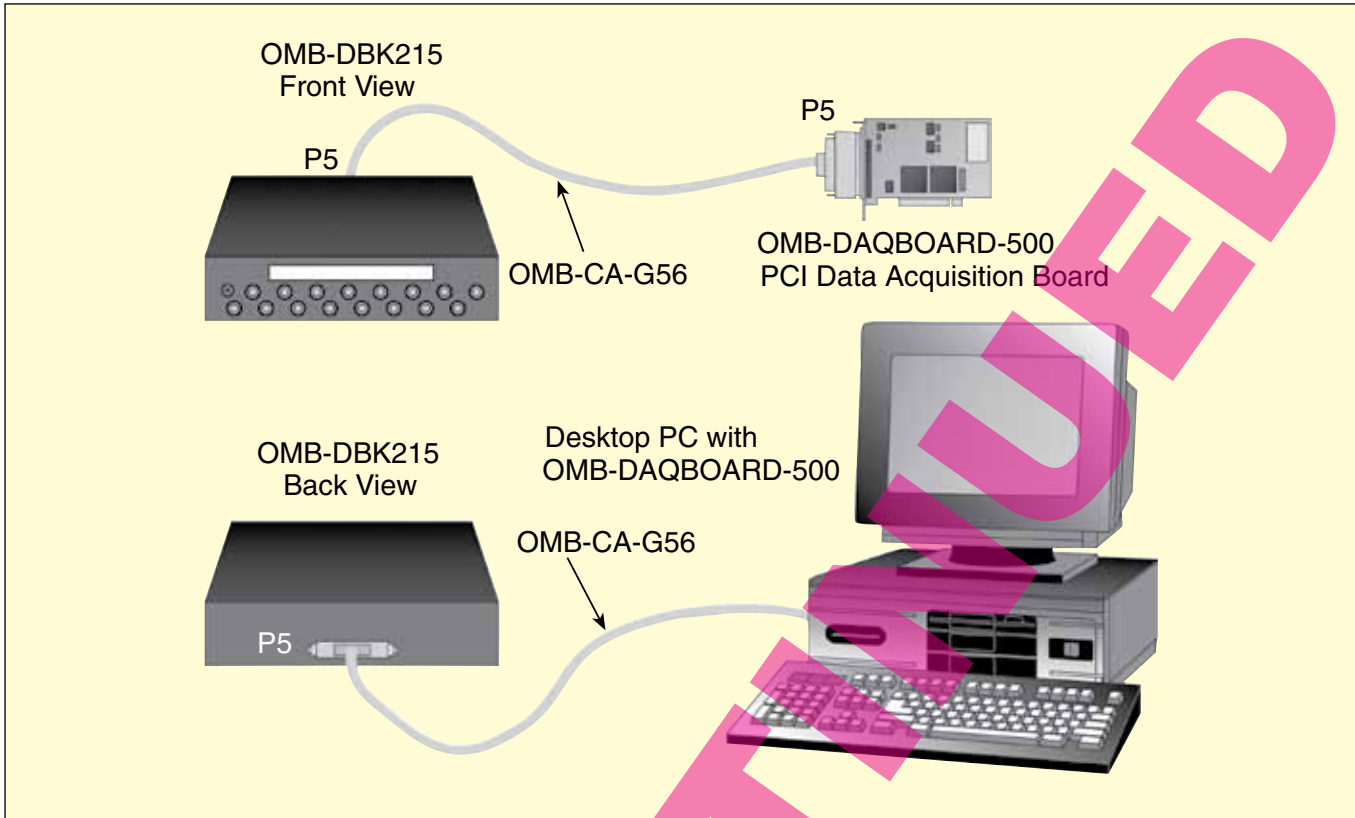 OMB-DBK215
Front View
P5
P5
OMB-CA-G56
OMB-DAQBOARD-500
PCI Data Acquisition Board
OMB-DBK215
Back View
Desktop PC with
OMB-DAQBOARD-500
OMB-CA-G56
P5